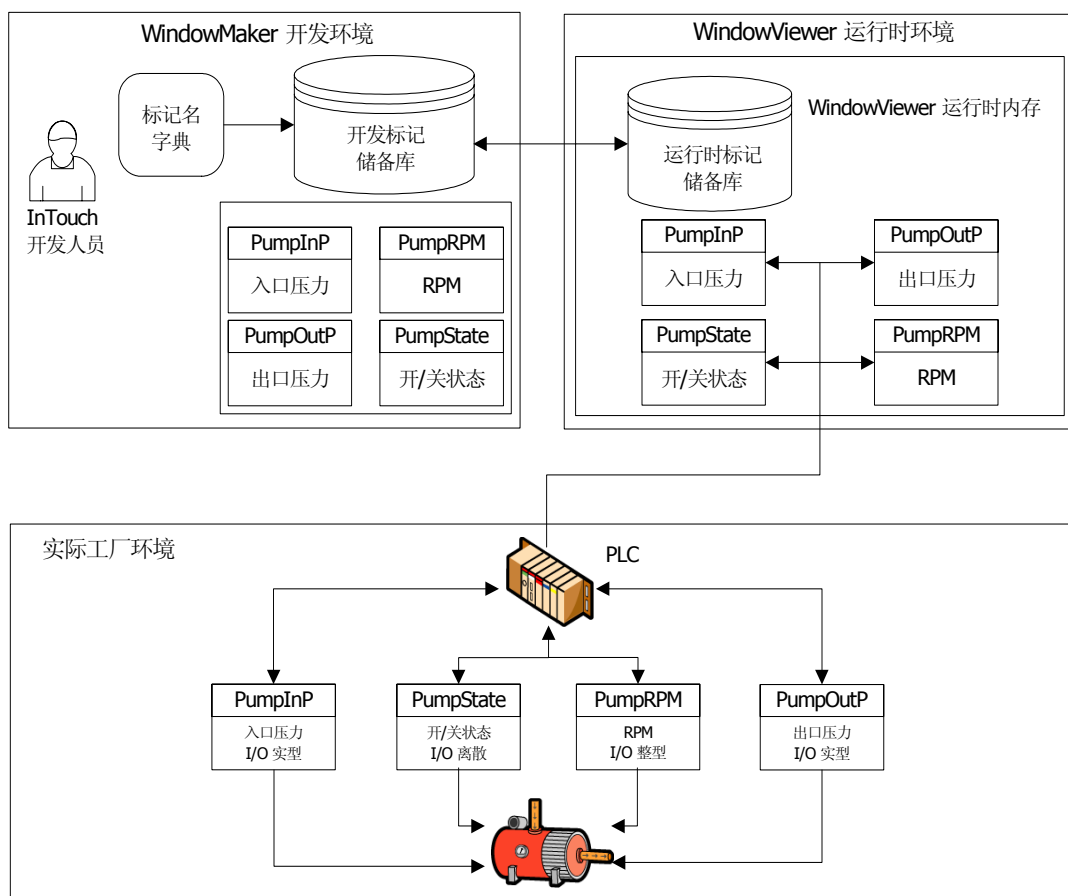 WindowMaker 开发环境
标记名
字典
开发标记
储备库
InTouch
开发人员
PumpInP
入口压力
PumpRPM
RPM
PumpOutP
出口压力
PumpState
开/关状态
WindowViewer 运行时环境
WindowViewer 运行时内存
运行时标记
储备库
PumpInP
入口压力
PumpOutP
出口压力
PumpState
开/关状态
PumpRPM
RPM
实际工厂环境
PLC
PumpInP
入口压力
I/O 实型
PumpState
开/关状态
I/O 离散
PumpRPM
RPM
I/O 整型
PumpOutP
出口压力
I/O 实型